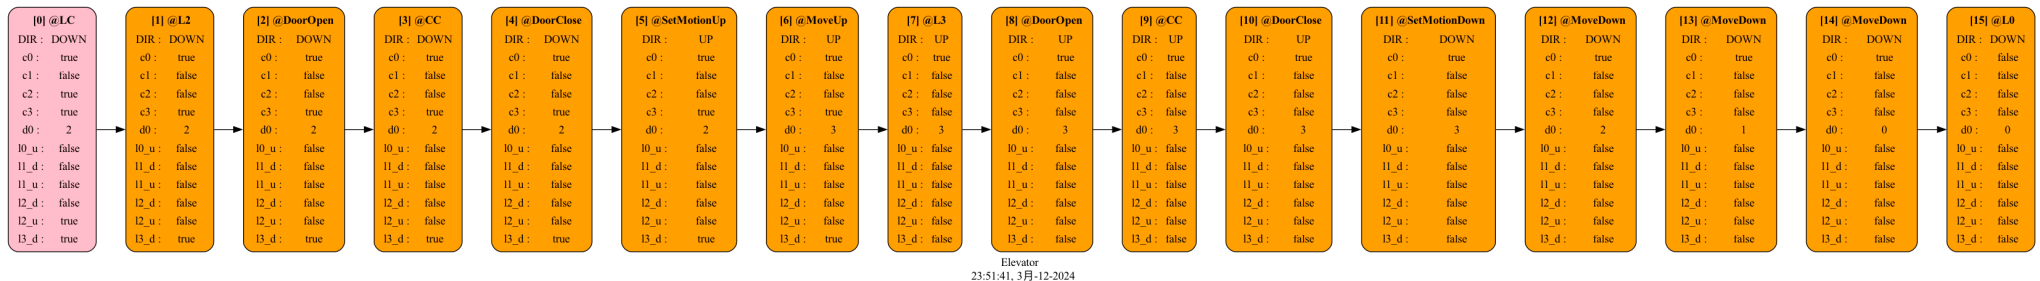 [0] @LC
DIR : DOWN
c0 : true
c1 : false
c2 : true
c3 : true
d0 : 2
l0_u : false
l1_d : false
l1_u : false
l2_d : false
l2_u : true
l3_d : true
[1] @L2
DIR : DOWN
c0 : true
c1 : false
c2 : false
c3 : true
d0 : 2
l0_u : false
l1_d : false
l1_u : false
l2_d : false
l2_u : false
l3_d : true
[2] @DoorOpen
DIR : DOWN
c0 : true
c1 : false
c2 : false
c3 : true
d0 : 2
l0_u : false
l1_d : false
l1_u : false
l2_d : false
l2_u : false
l3_d : true
[3] @CC
DIR : DOWN
c0 : true
c1 : false
c2 : false
c3 : true
d0 : 2
l0_u : false
l1_d : false
l1_u : false
l2_d : false
l2_u : false
l3_d : true
[4] @DoorClose
DIR : DOWN
c0 : true
c1 : false
c2 : false
c3 : true
d0 : 2
l0_u : false
l1_d : false
l1_u : false
l2_d : false
l2_u : false
l3_d : true
[5] @SetMotionUp
DIR : UP
c0 : true
c1 : false
c2 : false
c3 : true
d0 : 2
l0_u : false
l1_d : false
l1_u : false
l2_d : false
l2_u : false
l3_d : true
[6] @MoveUp
DIR : UP
c0 : true
c1 : false
c2 : false
c3 : true
d0 : 3
l0_u : false
l1_d : false
l1_u : false
l2_d : false
l2_u : false
l3_d : true
[7] @L3
DIR : UP
c0 : true
c1 : false
c2 : false
c3 : false
d0 : 3
l0_u : false
l1_d : false
l1_u : false
l2_d : false
l2_u : false
l3_d : false
[8] @DoorOpen
DIR : UP
c0 : true
c1 : false
c2 : false
c3 : false
d0 : 3
l0_u : false
l1_d : false
l1_u : false
l2_d : false
l2_u : false
l3_d : false
[9] @CC
DIR : UP
c0 : true
c1 : false
c2 : false
c3 : false
d0 : 3
l0_u : false
l1_d : false
l1_u : false
l2_d : false
l2_u : false
l3_d : false
[10] @DoorClose
DIR : UP
c0 : true
c1 : false
c2 : false
c3 : false
d0 : 3
l0_u : false
l1_d : false
l1_u : false
l2_d : false
l2_u : false
l3_d : false
[11] @SetMotionDown
DIR : DOWN
c0 : true
c1 : false
c2 : false
c3 : false
d0 : 3
l0_u : false
l1_d : false
l1_u : false
l2_d : false
l2_u : false
l3_d : false
[12] @MoveDown
DIR : DOWN
c0 : true
c1 : false
c2 : false
c3 : false
d0 : 2
l0_u : false
l1_d : false
l1_u : false
l2_d : false
l2_u : false
l3_d : false
[13] @MoveDown
DIR : DOWN
c0 : true
c1 : false
c2 : false
c3 : false
d0 : 1
l0_u : false
l1_d : false
l1_u : false
l2_d : false
l2_u : false
l3_d : false
[14] @MoveDown
DIR : DOWN
c0 : true
c1 : false
c2 : false
c3 : false
d0 : 0
l0_u : false
l1_d : false
l1_u : false
l2_d : false
l2_u : false
l3_d : false
[15] @L0
DIR : DOWN
c0 : false
c1 : false
c2 : false
c3 : false
d0 : 0
l0_u : false
l1_d : false
l1_u : false
l2_d : false
l2_u : false
l3_d : false
Elevator
23:51:41, 3月-12-2024